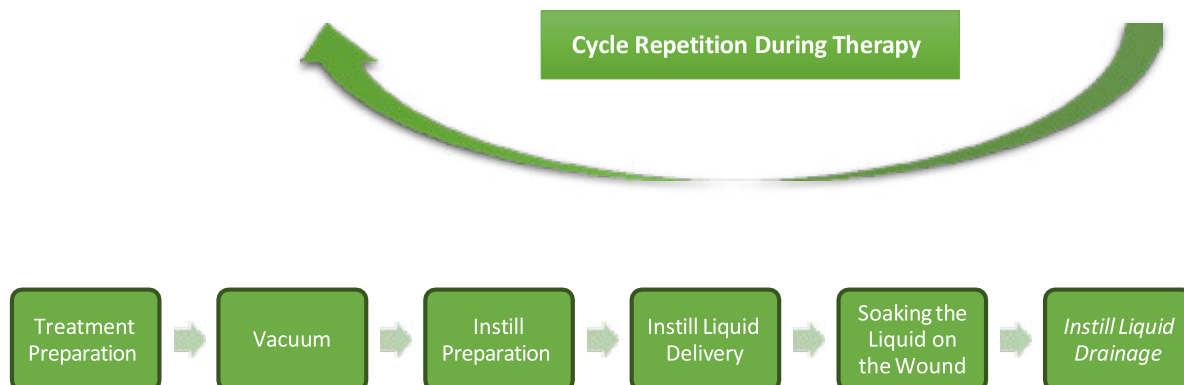 Cycle Repetition During Therapy
Treatment
Preparation
Vacuum
Instill
Preparation
Instill Liquid
Delivery
Soaking the
Liquid on
the Wound
Instill Liquid
Drainage